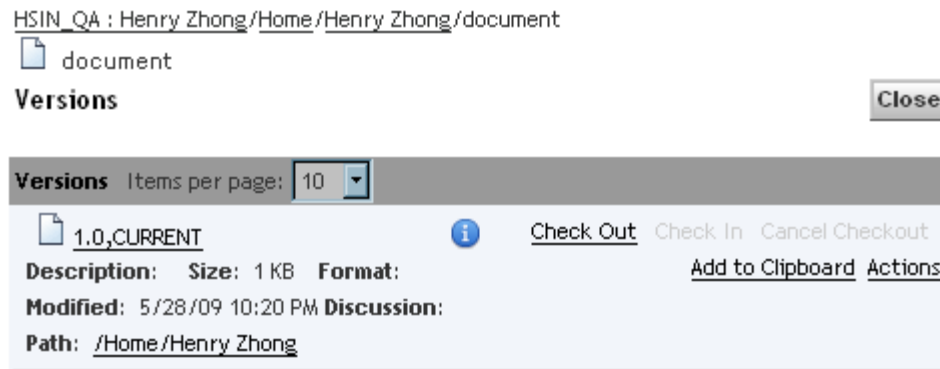 HSIN_QA : Henry Zhong/Home/Henry Zhong/document
document
Versions
Close
Versions Items per page: 10
1.0,CURRENT Check Out Check In Cancel Checkout
Description: Size: 1 KB Format: Add to Clipboard Actions
Modified: 5/28/09 10:20 PM Discussion:
Path: /Home/Henry Zhong